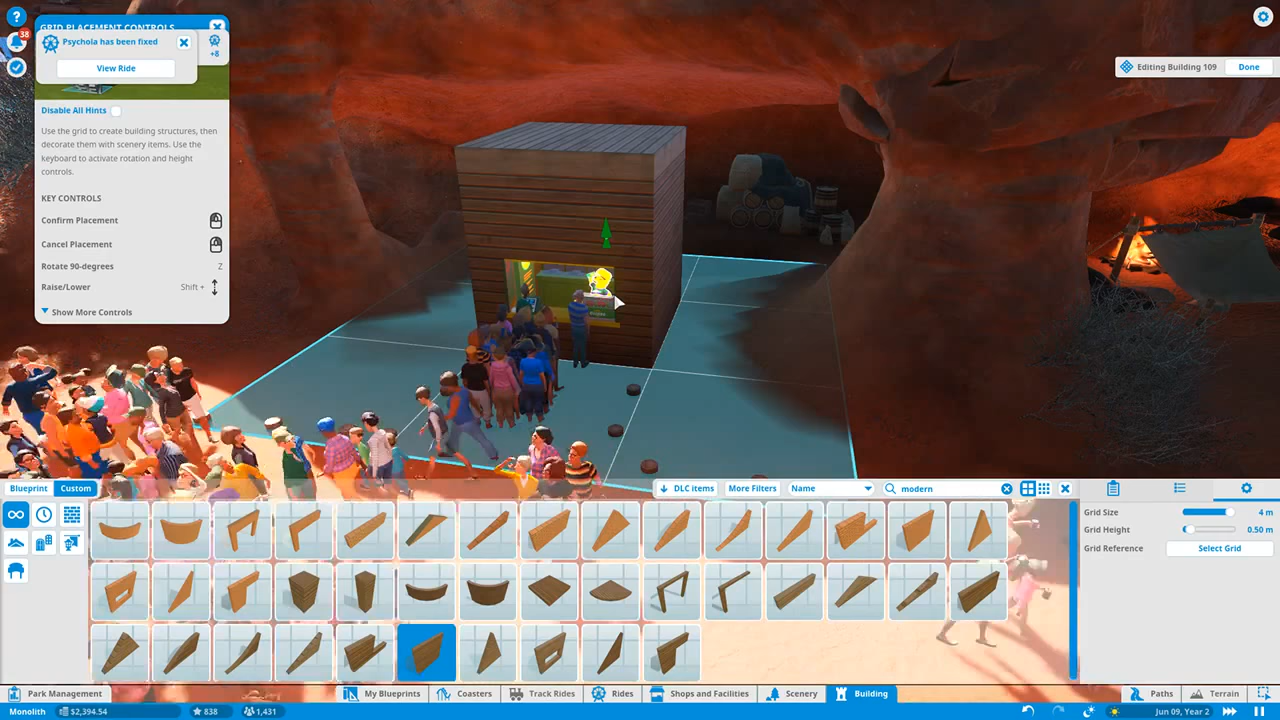 GRID PLACEMENT CONTROLS
38
Psychola has been fixed
+8
View Ride
Editing Building 109
Done
Disable All Hints
Use the grid to create building structures, then
decorate them with scenery items. Use the
keyboard to activate rotation and height
controls.
KEY CONTROLS
Confirm Placement
Cancel Placement
Rotate 90-degrees Z
Raise/Lower Shift +
Show More Controls
Blueprint Custom
DLC items More Filters Name modern
Grid Size 4 m
Grid Height 0.50 m
Grid Reference Select Grid
Park Management My Blueprints Coasters Track Rides Rides Shops and Facilities Scenery Building Paths Terrain
Monolith $2,394.54 838 1,431 Jun 09, Year 2